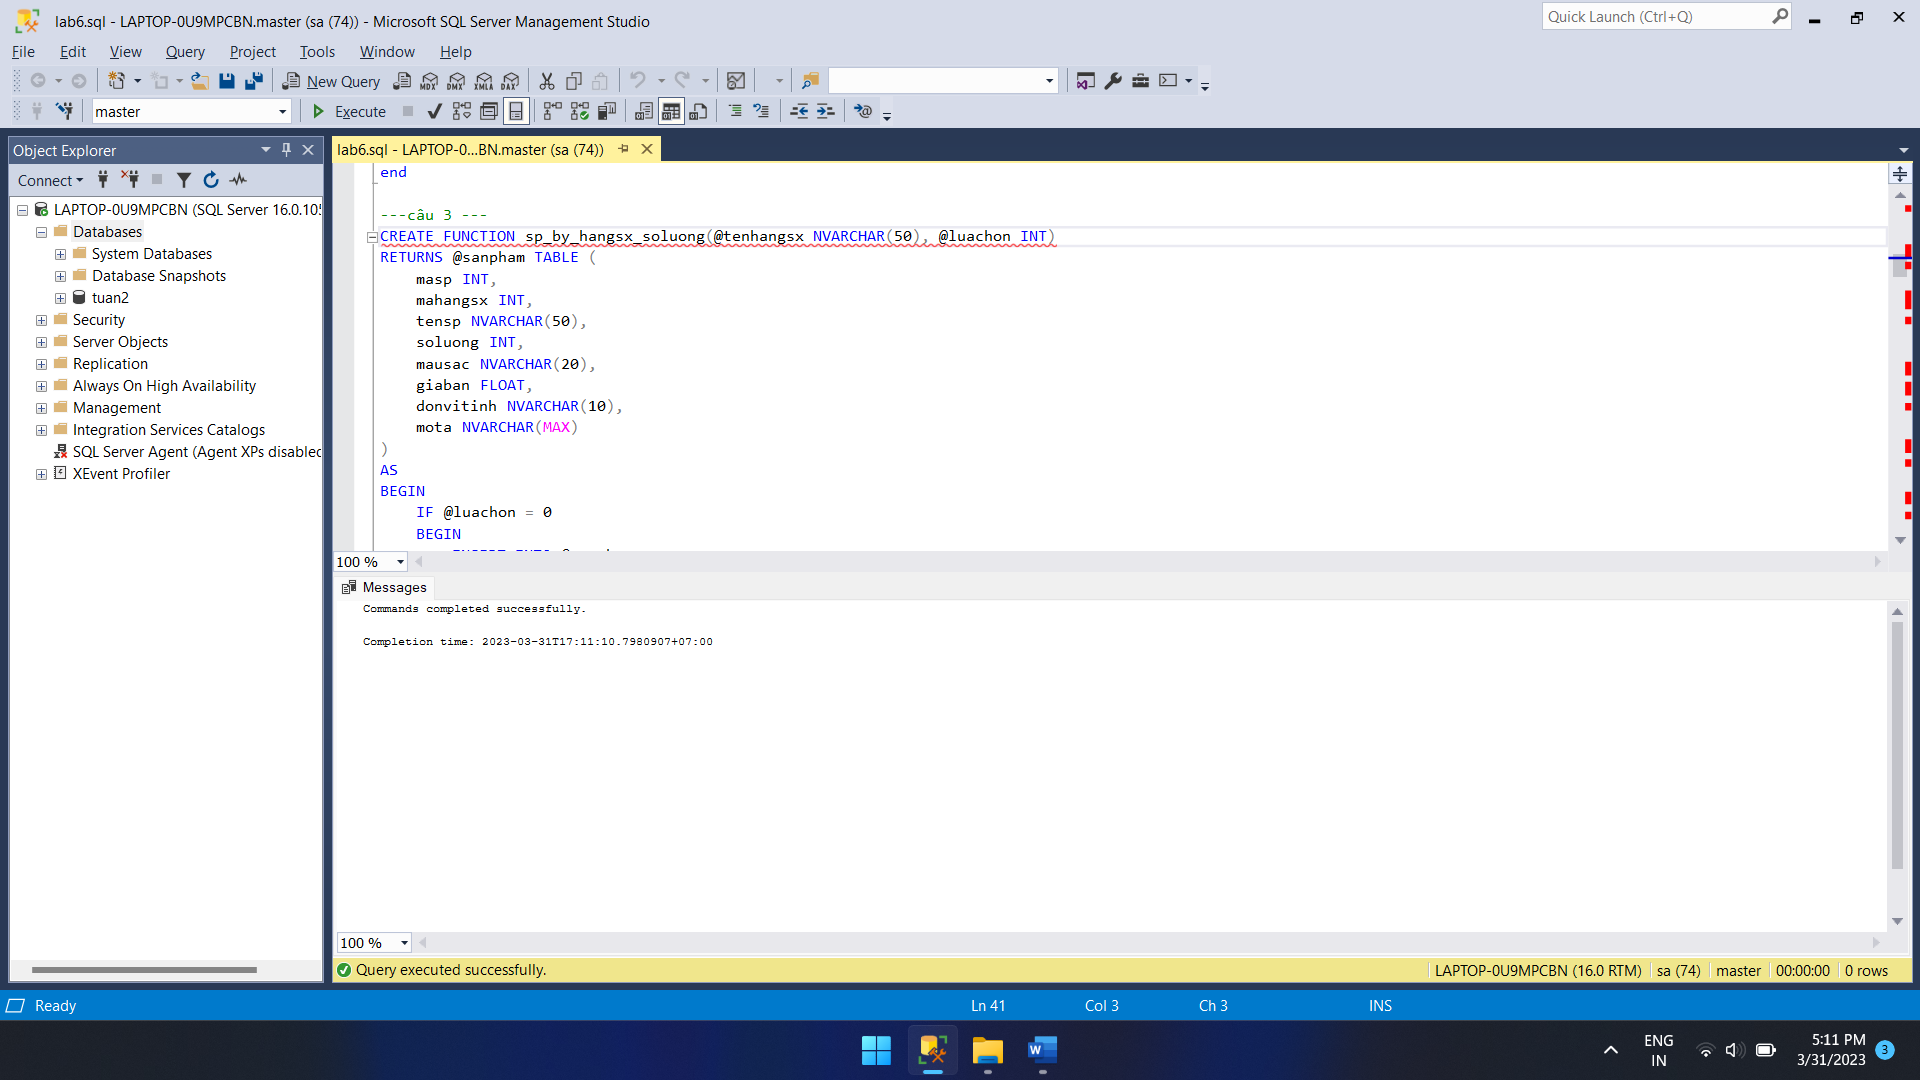 lab6.sql - LAPTOP-0U9MPCBN.master (sa (74)) - Microsoft SQL Server Management Studio
Quick Launch (Ctrl+Q)
File Edit View Query Project Tools Window Help
New Query MDX DMX XMLA DAX
master Execute
Object Explorer
Connect
LAPTOP-0U9MPCBN (SQL Server 16.0.105
Databases
System Databases
Database Snapshots
tuan2
Security
Server Objects
Replication
Always On High Availability
Management
Integration Services Catalogs
SQL Server Agent (Agent XPs disabled
XEvent Profiler
lab6.sql - LAPTOP-0...BN.master (sa (74))
end
---câu 3 ---
CREATE FUNCTION sp_by_hangsx_soluong(@tenhangsx NVARCHAR(50), @luachon INT)
RETURNS @sanpham TABLE (
masp INT,
mahangsx INT,
tensp NVARCHAR(50),
soluong INT,
mausac NVARCHAR(20),
giaban FLOAT,
donvitinh NVARCHAR(10),
mota NVARCHAR(MAX)
)
AS
BEGIN
IF @luachon = 0
BEGIN
100 %
Messages
Commands completed successfully.
Completion time: 2023-03-31T17:11:10.7980907+07:00
100 %
Query executed successfully. LAPTOP-0U9MPCBN (16.0 RTM) sa (74) master 00:00:00 0 rows
Ready Ln 41 Col 3 Ch 3 INS
ENG
IN
5:11 PM
3/31/2023
3